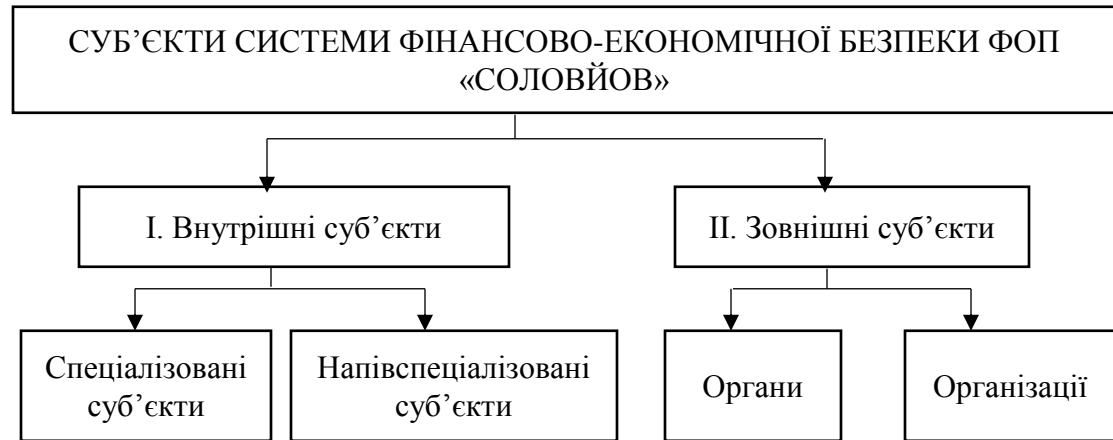 СУБ’ЄКТИ СИСТЕМИ ФІНАНСОВО-ЕКОНОМІЧНОЇ БЕЗПЕКИ ФОП
«СОЛОВЙОВ»
І. Внутрішні суб’єкти
ІІ. Зовнішні суб’єкти
Спеціалізовані
суб’єкти
Напівспеціалізовані
суб’єкти
Органи
Організації